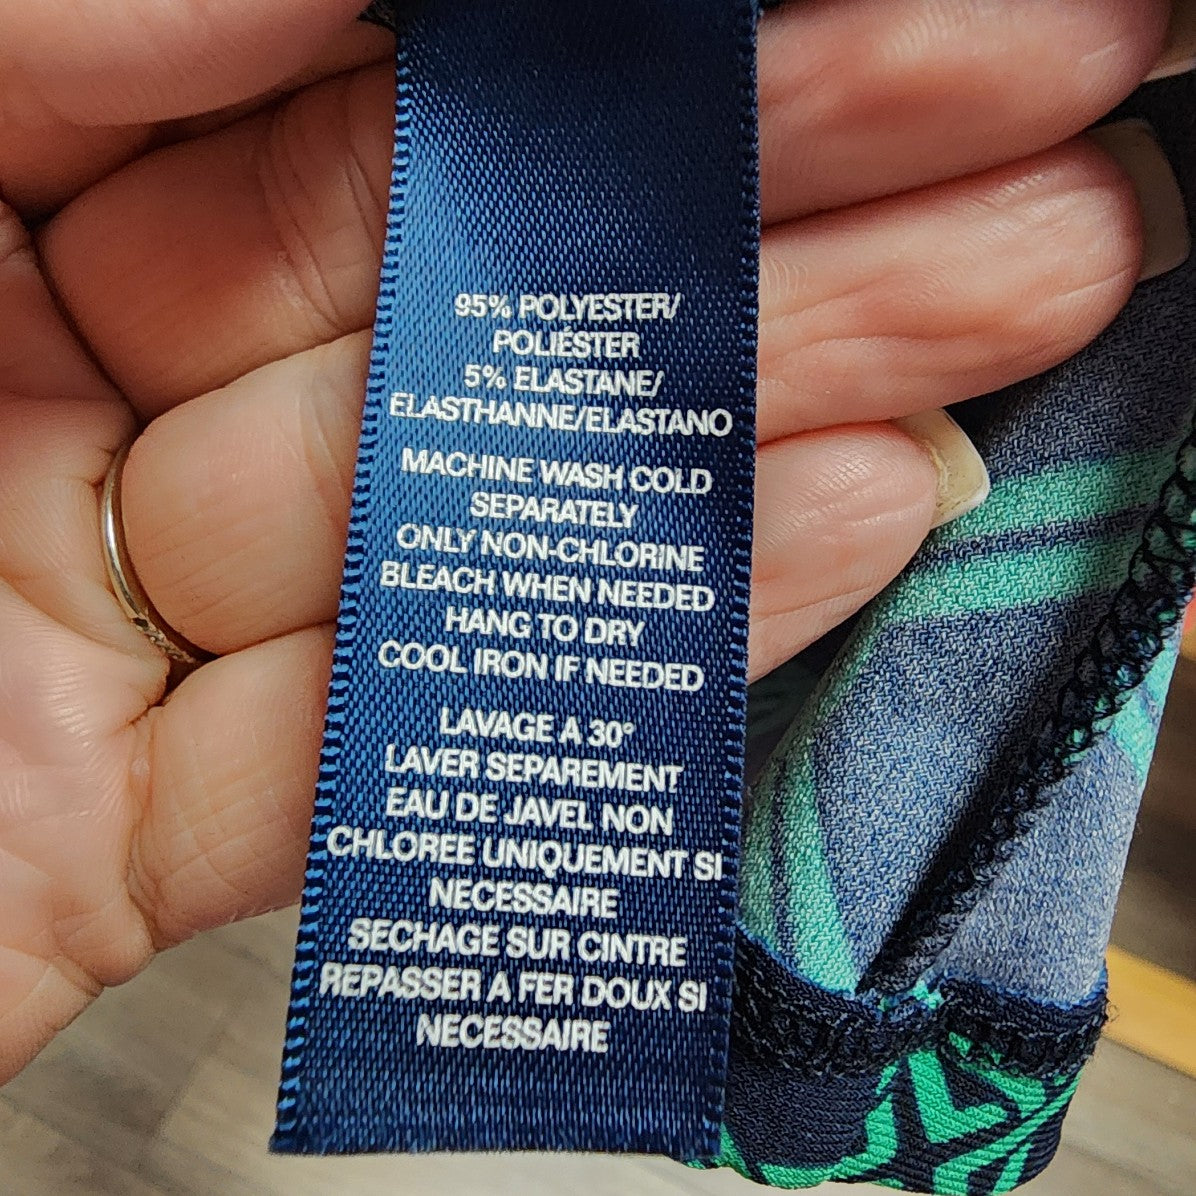 95% POLYESTER/
POLIÉSTER
5% ELASTANE/
ELASTHANNE/ELASTANO
MACHINE WASH COLD
SEPARATELY
ONLY NON-CHLORINE
BLEACH WHEN NEEDED
HANG TO DRY
COOL IRON IF NEEDED
LAVAGE A 30°
LAVER SEPAREMENT
EAU DE JAVEL NON
CHLOREE UNIQUEMENT SI
NECESSAIRE
SECHAGE SUR CINTRE
REPASSER A FER DOUX SI
NECESSAIRE